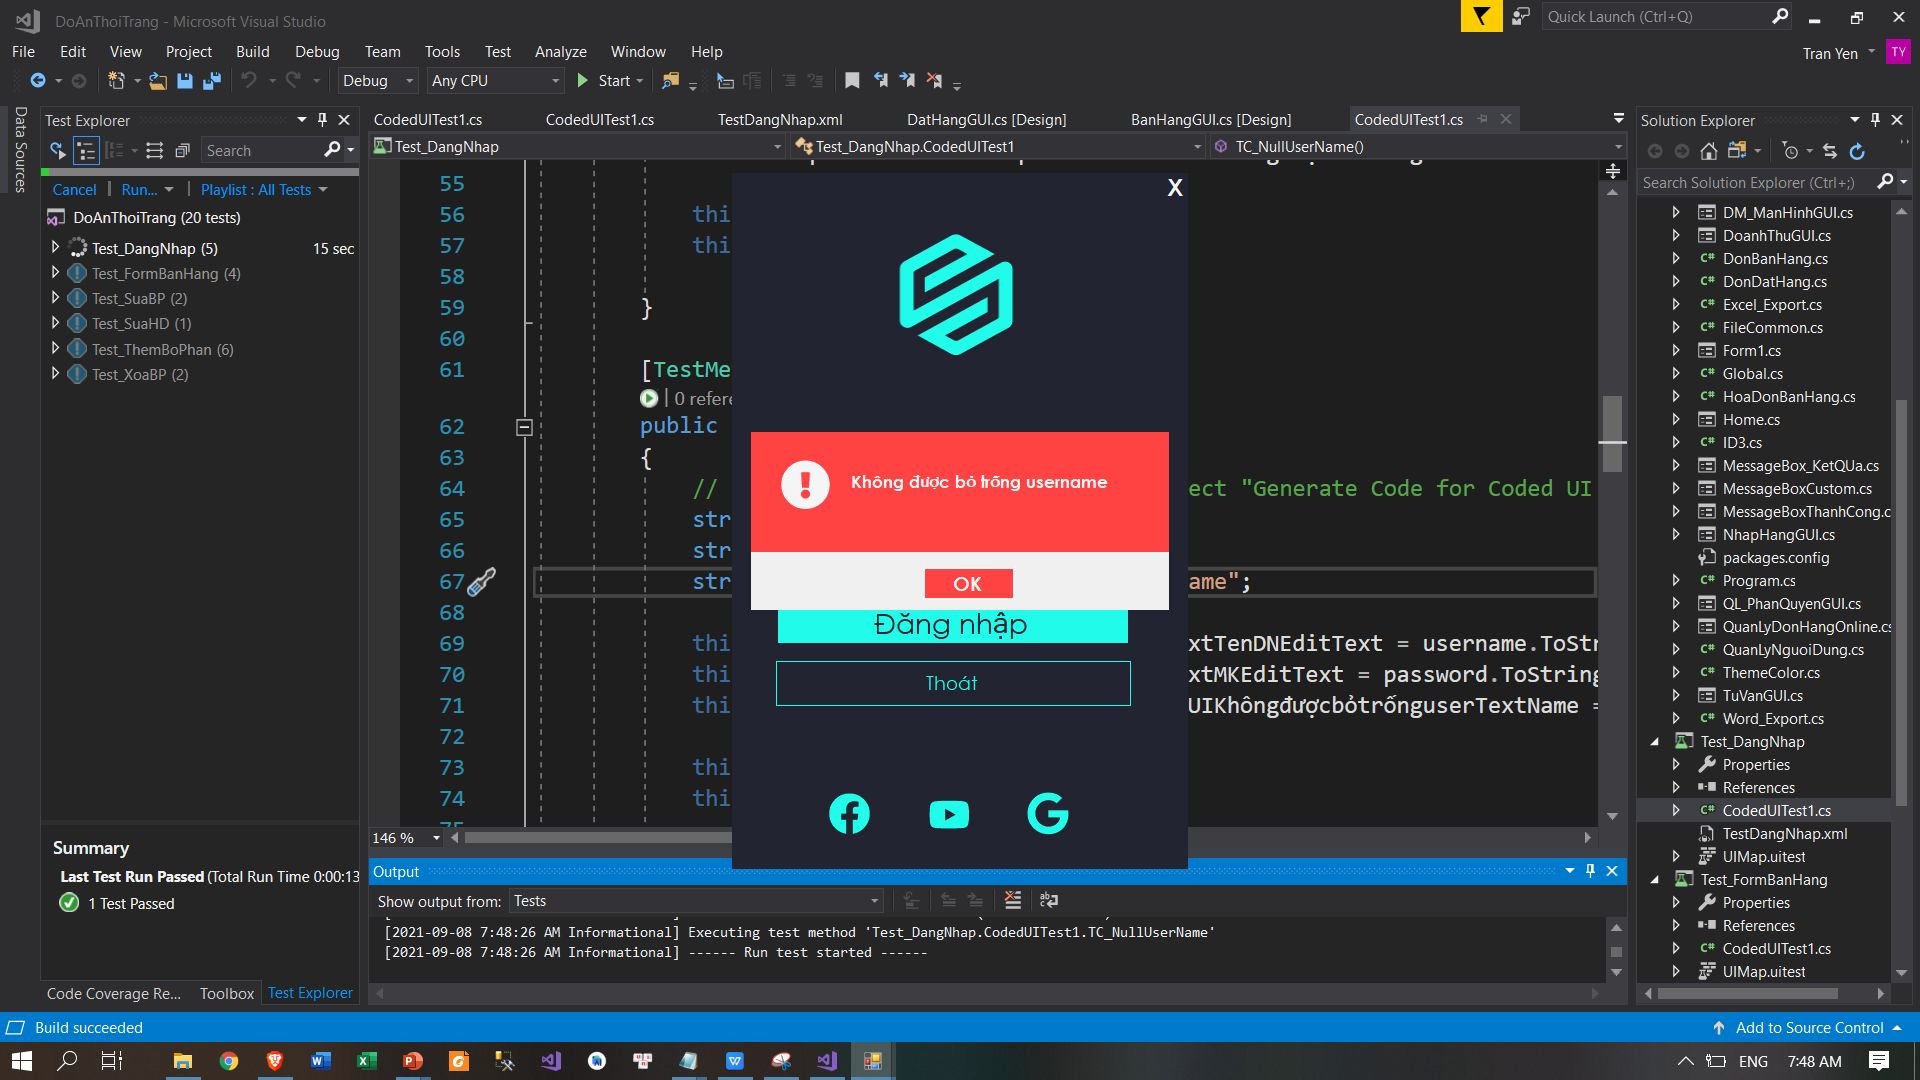 DoAnThoiTrang - Microsoft Visual Studio
Quick Launch (Ctrl+Q)
File Edit View Project Build Debug Team Tools Test Analyze Window Help
Tran Yen TY
Debug Any CPU Start
Data Sources
Test Explorer
Search
Cancel | Run... | Playlist : All Tests
DoAnThoiTrang (20 tests)
Test_DangNhap (5) 15 sec
Test_FormBanHang (4)
Test_SuaBP (2)
Test_SuaHD (1)
Test_ThemBoPhan (6)
Test_XoaBP (2)
Summary
Last Test Run Passed (Total Run Time 0:00:13
1 Test Passed
Code Coverage Re... Toolbox Test Explorer
CodedUITest1.cs CodedUITest1.cs TestDangNhap.xml DatHangGUI.cs [Design] BanHangGUI.cs [Design] CodedUITest1.cs
Test_DangNhap Test_DangNhap.CodedUITest1 TC_NullUserName()
55
56 thi
57 thi
58
59 }
60
61 [TestMe
| 0 refere
62 public
63 {
64 // ect "Generate Code for Coded UI
65 str
66 str
67 str ame";
68
69 thi xtTenDNEditText = username.ToStr
70 thi xtMKEditText = password.ToString
71 thi UIKhôngđượcbỏtrốnguserTextName =
72
73 thi
74 thi
146 %
X
Không được bỏ trống username
OK
Đăng nhập
Thoát
Output
Show output from: Tests
[2021-09-08 7:48:26 AM Informational] Executing test method 'Test_DangNhap.CodedUITest1.TC_NullUserName'
[2021-09-08 7:48:26 AM Informational] ------ Run test started ------
Solution Explorer
Search Solution Explorer (Ctrl+;)
DM_ManHinhGUI.cs
DoanhThuGUI.cs
DonBanHang.cs
DonDatHang.cs
Excel_Export.cs
FileCommon.cs
Form1.cs
Global.cs
HoaDonBanHang.cs
Home.cs
ID3.cs
MessageBox_KetQUa.cs
MessageBoxCustom.cs
MessageBoxThanhCong.c
NhapHangGUI.cs
packages.config
Program.cs
QL_PhanQuyenGUI.cs
QuanLyDonHangOnline.cs
QuanLyNguoiDung.cs
ThemeColor.cs
TuVanGUI.cs
Word_Export.cs
Test_DangNhap
Properties
References
CodedUITest1.cs
TestDangNhap.xml
UIMap.uitest
Test_FormBanHang
Properties
References
CodedUITest1.cs
UIMap.uitest
Build succeeded
Add to Source Control
ENG 7:48 AM